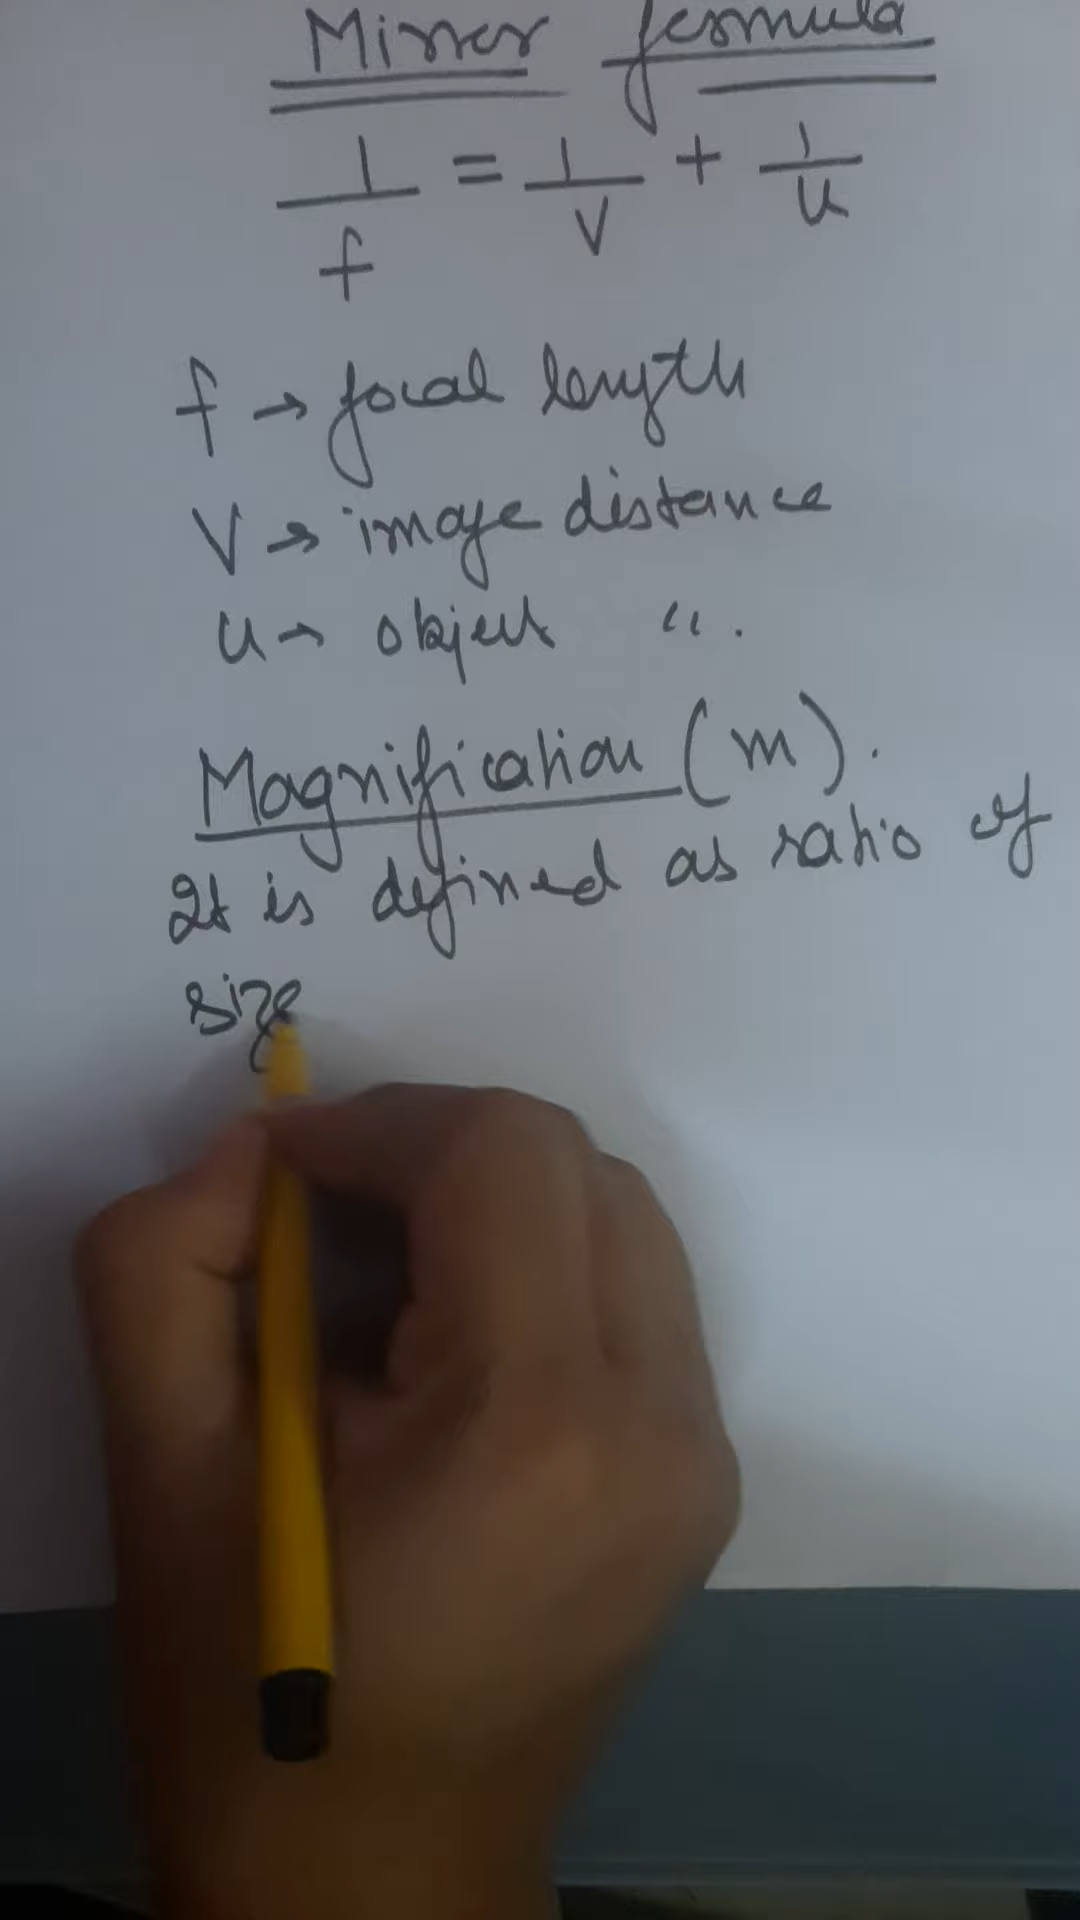 Mirror formula
1/f = 1/V + 1/u
f → focal length
V → image distance
u → object ".
Magnification (m).
It is defined as ratio of
size